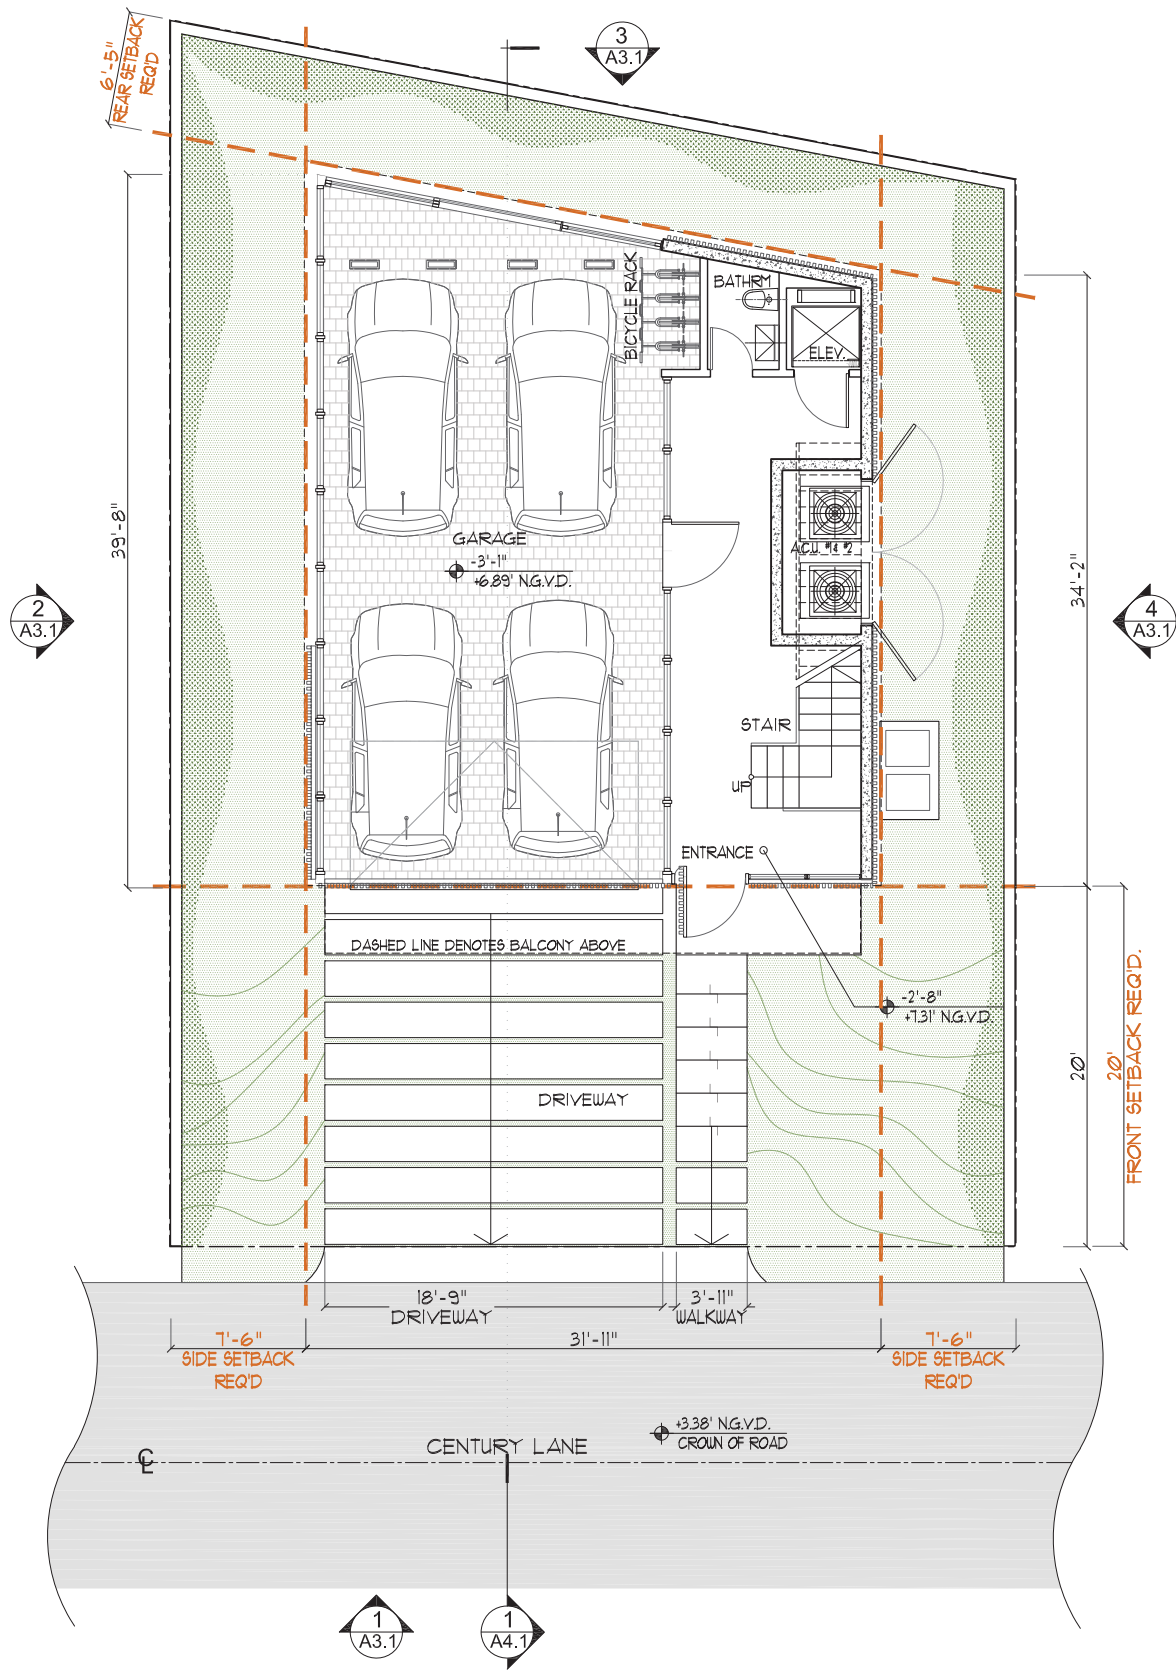 3
A3.1
6'-5"
REAR SETBACK
REQ'D
BATHRM
BICYCLE RACK
ELEV.
39'-8"
GARAGE
-3'-1"
+6.89' N.G.V.D.
A.C.U. #1 & #2
34'-2"
2
A3.1
4
A3.1
STAIR
UP
ENTRANCE
DASHED LINE DENOTES BALCONY ABOVE
-2'-8"
+7.31' N.G.V.D.
20'
20'
FRONT SETBACK REQ'D.
DRIVEWAY
18'-9"
DRIVEWAY
3'-11"
WALKWAY
7'-6"
SIDE SETBACK
REQ'D
31'-11"
7'-6"
SIDE SETBACK
REQ'D
+3.38' N.G.V.D.
CROWN OF ROAD
CENTURY LANE
CL
1
A3.1
1
A4.1